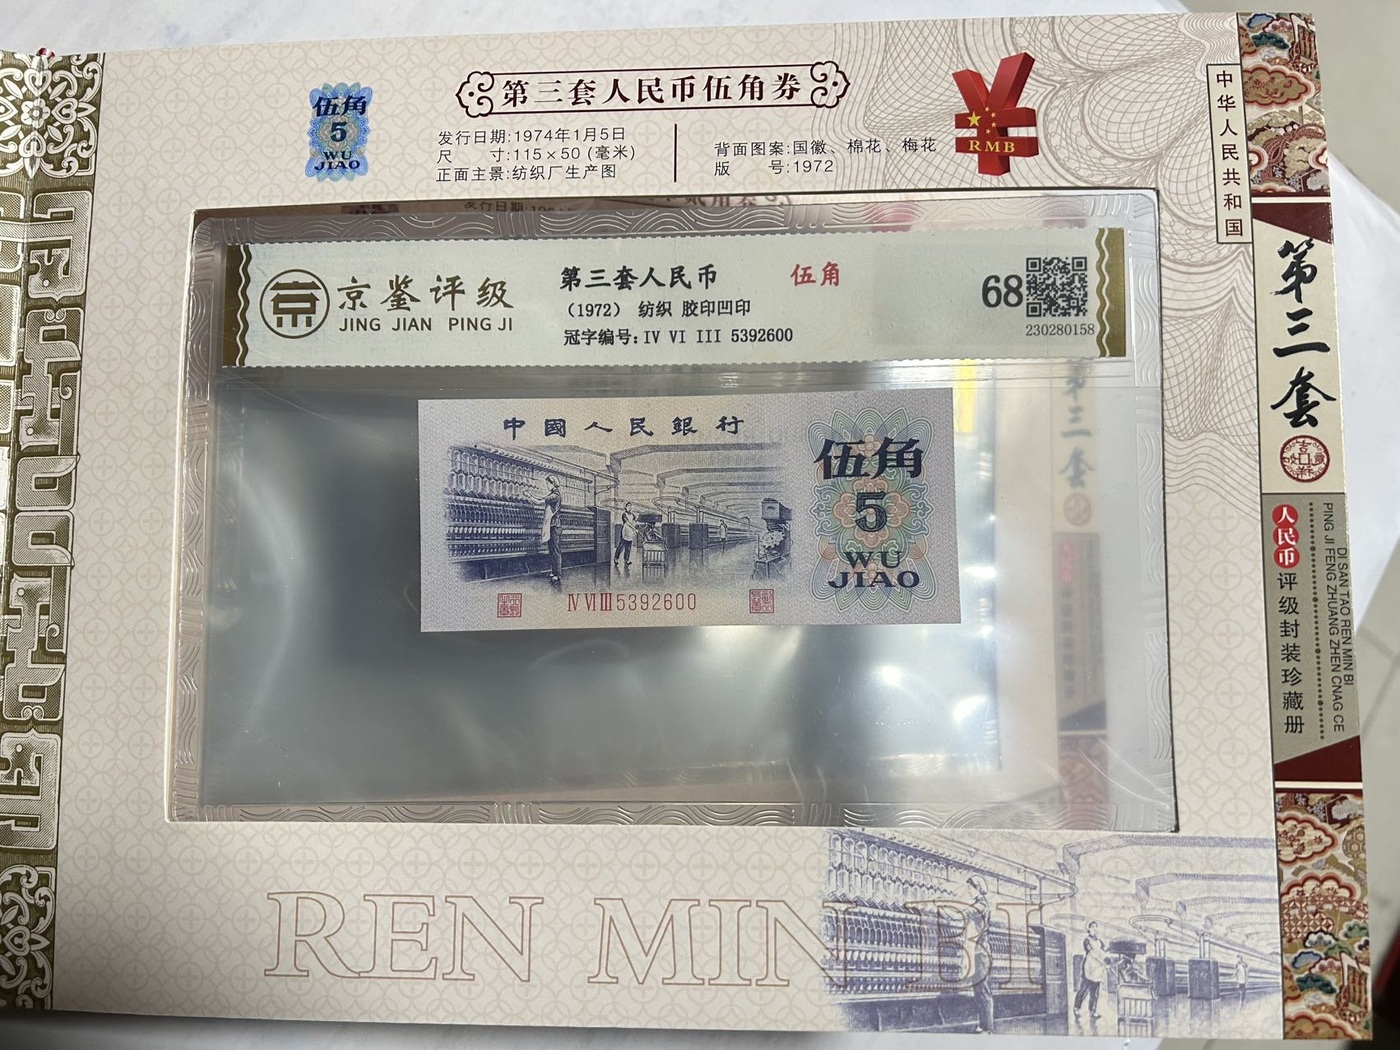 第三套人民币伍角券
伍角
5
WU
JIAO
发行日期:1974年1月5日
尺 寸:115×50 (毫米)
正面主景:纺织厂生产图
背面图案:国徽、棉花、梅花
版 号:1972
RMB
京鉴评级
JING JIAN PING JI
第三套人民币 伍角
(1972) 纺织 胶印凹印
冠字编号: IV VI III 5392600
68
230280158
中國人民銀行
伍角
5
WU
JIAO
IV VI III 5392600
REN MIN BI
中华人民共和国
第三套
人民币评级封装珍藏册
DI SAN TAO REN MIN BI
PING JI FENG ZHUANG ZHEN CNAG CE